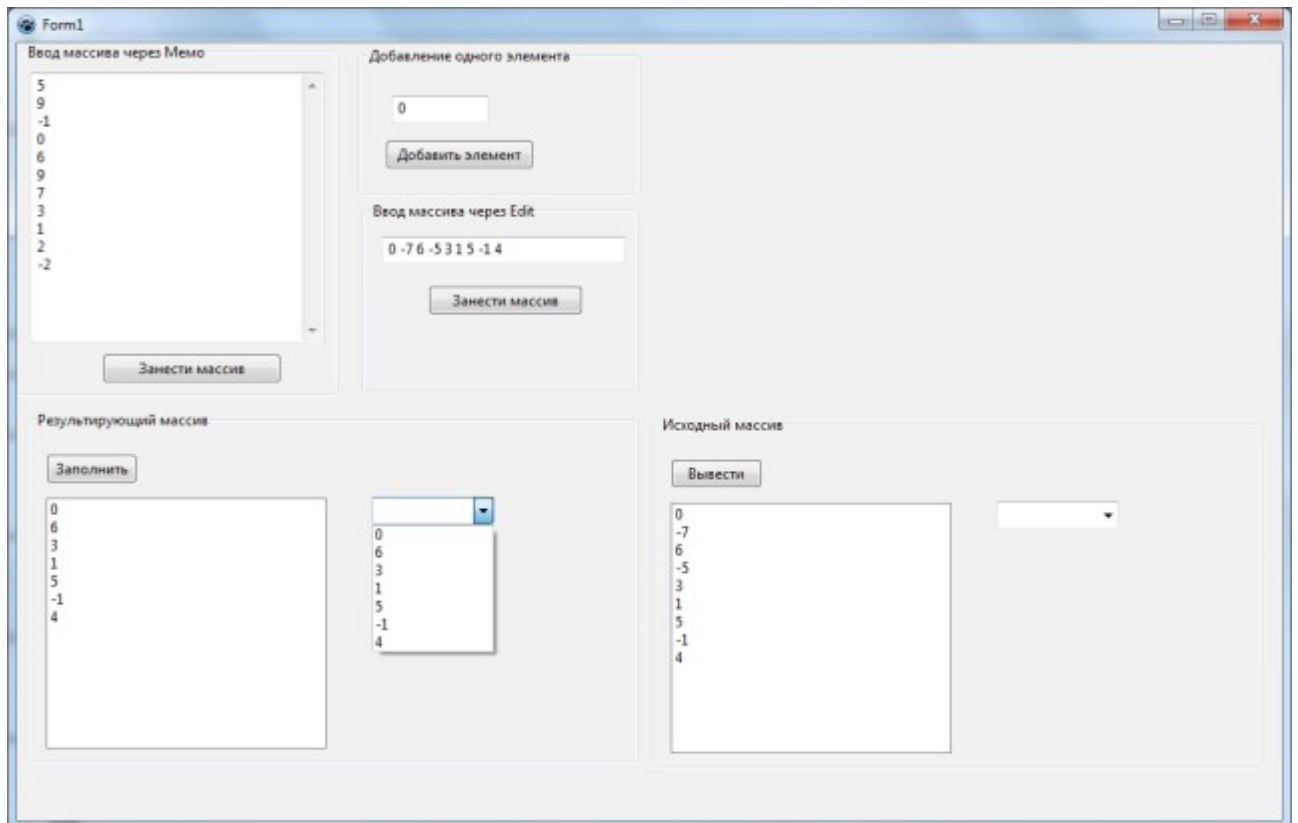 Form1
Ввод массива через Мемо
5
9
-1
0
6
9
7
3
1
2
-2
Занести массив
Добавление одного элемента
0
Добавить элемент
Ввод массива через Edit
0 -7 6 -5 3 1 5 -1 4
Занести массив
Результирующий массив
Заполнить
0
6
3
1
5
-1
4
0
6
3
1
5
-1
4
Исходный массив
Вывести
0
-7
6
-5
3
1
5
-1
4